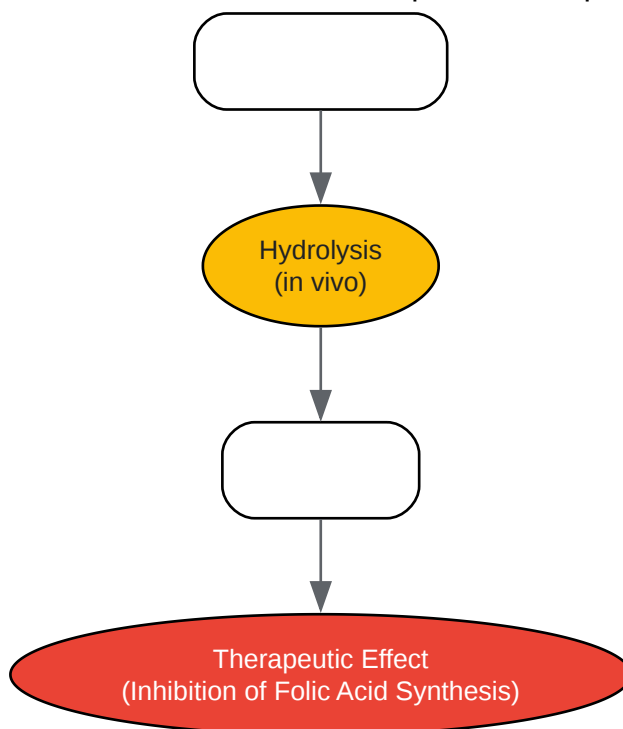 Hydrolysis
(in vivo)
Therapeutic Effect
(Inhibition of Folic Acid Synthesis)